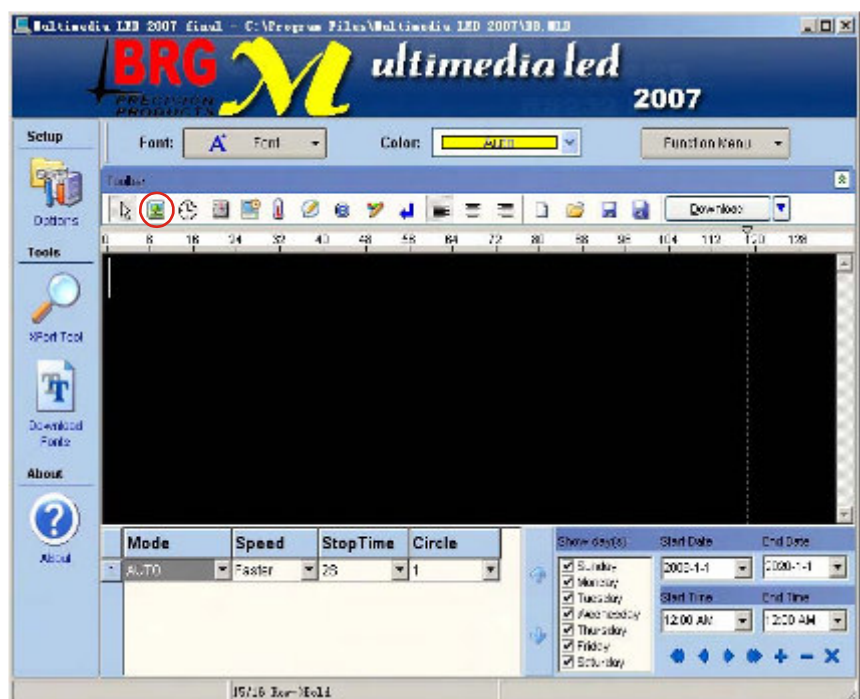 Multimedia LED 2007 final - C:\Program Files\Multimedia LED 2007\30.MLD
BRG
PRECISION
PRODUCTS
Multimedia led
2007
Setup
Font: A Font Color: AUTO Function Menu
Toolbar
Options
Download
0 8 16 24 32 40 48 56 64 72 80 88 96 104 112 120 128
Tools
XPort Tool
Download
Fonts
About
About
Mode Speed StopTime Circle
AUTO Faster 2S 1
Show day(s) Start Date End Date
Sunday
Monday
Tuesday
Wednesday
Thursday
Friday
Saturday
2020-1-1
Start Time End Time
12:00 AM 12:00 AM